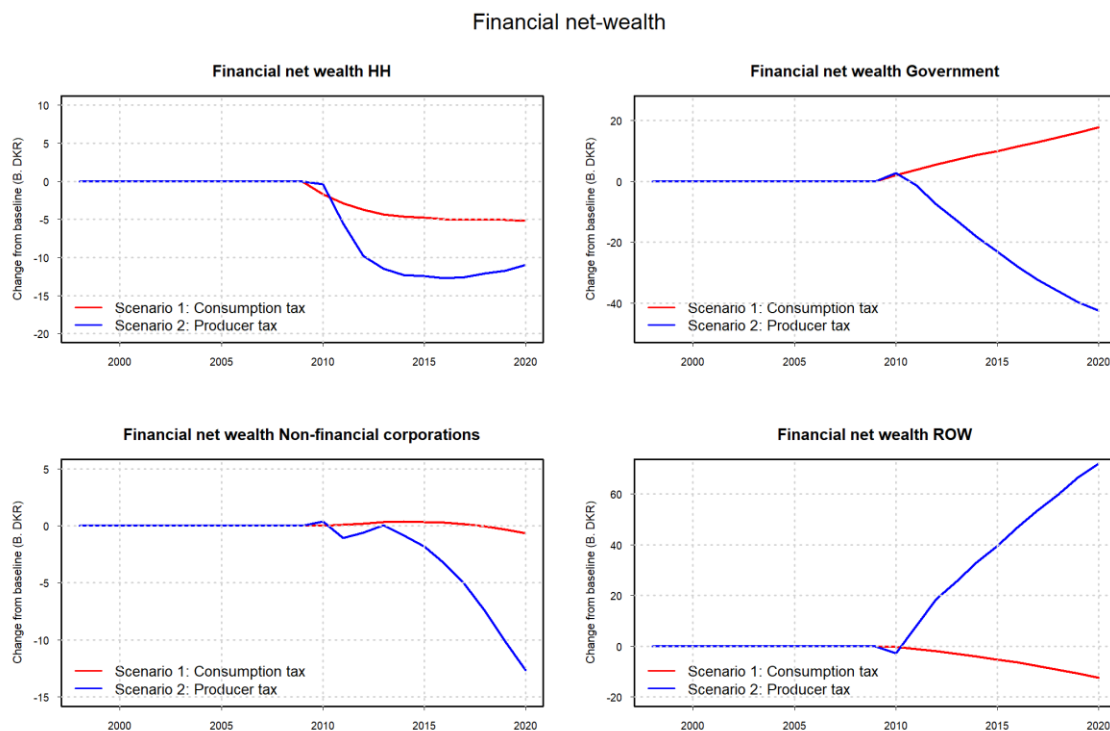 Financial net-wealth
Financial net wealth HH
Change from baseline (B. DKR)
10
5
0
-5
-10
-15
-20
Scenario 1: Consumption tax
Scenario 2: Producer tax
2000 2005 2010 2015 2020
Financial net wealth Government
Change from baseline (B. DKR)
20
0
-20
-40
Scenario 1: Consumption tax
Scenario 2: Producer tax
2000 2005 2010 2015 2020
Financial net wealth Non-financial corporations
Change from baseline (B. DKR)
5
0
-5
-10
-15
Scenario 1: Consumption tax
Scenario 2: Producer tax
2000 2005 2010 2015 2020
Financial net wealth ROW
Change from baseline (B. DKR)
60
40
20
0
-20
Scenario 1: Consumption tax
Scenario 2: Producer tax
2000 2005 2010 2015 2020